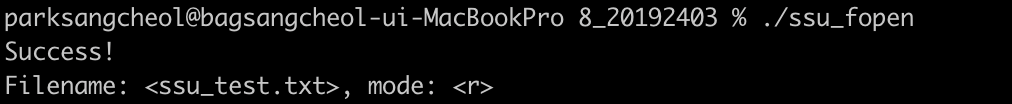 parksangcheol@bagsangcheol-ui-MacBookPro 8_20192403 % ./ssu_fopen
Success!
Filename: <ssu_test.txt>, mode: <r>